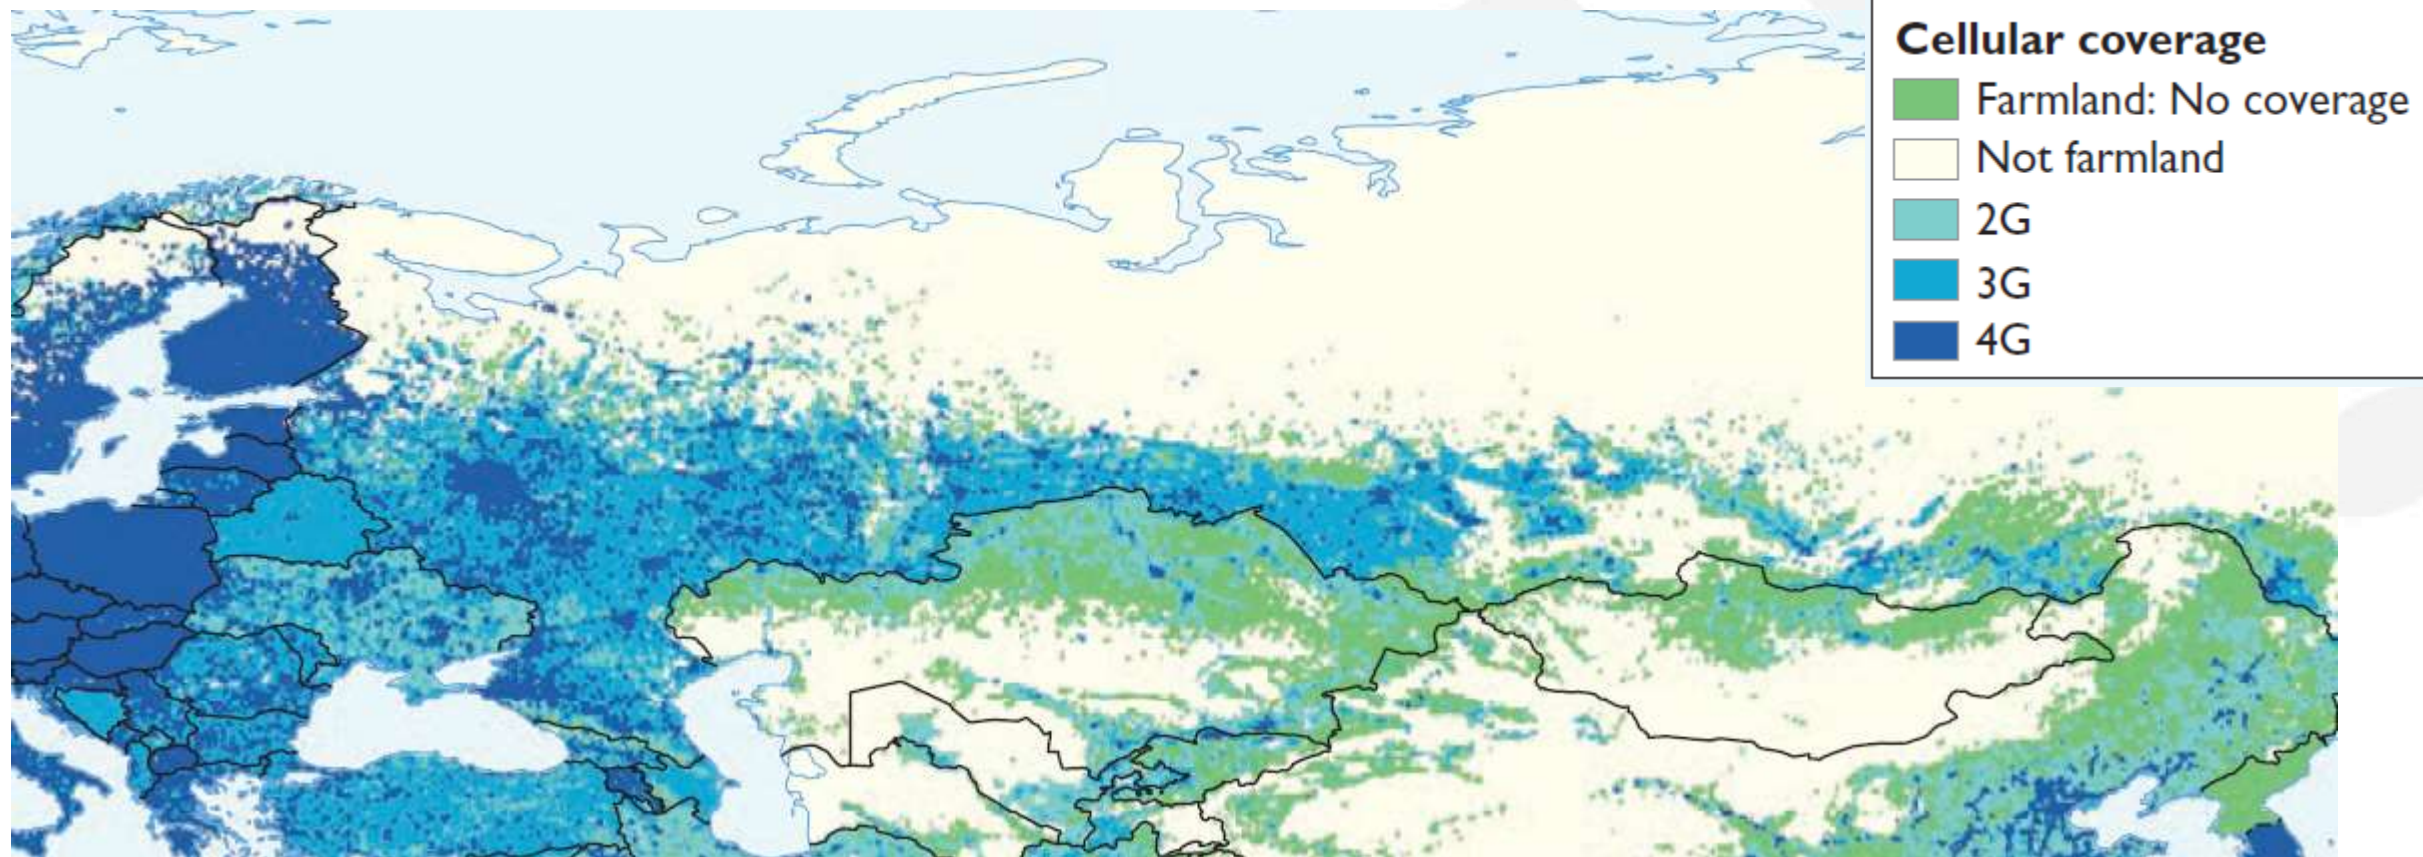 Cellular coverage
Farmland: No coverage
Not farmland
2G
3G
4G